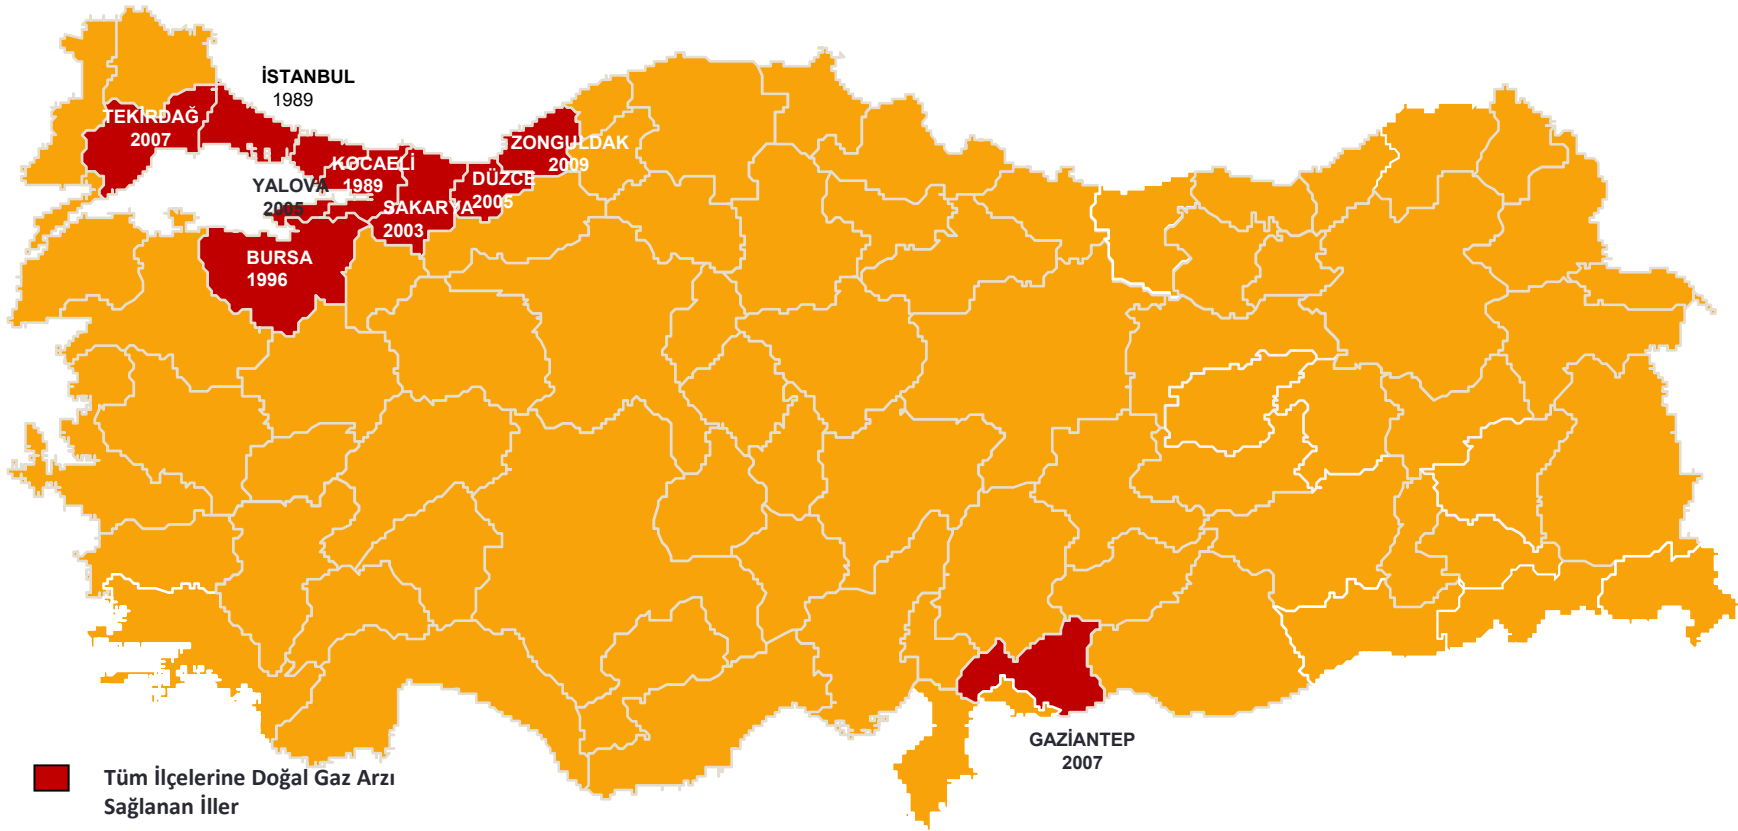 İSTANBUL
1989
TEKİRDAĞ
2007
ZONGULDAK
2009
KOCAELİ
1989
YALOVA
2005
DÜZCE
2005
SAKARYA
2003
BURSA
1996
GAZİANTEP
2007
Tüm İlçelerine Doğal Gaz Arzı
Sağlanan İller